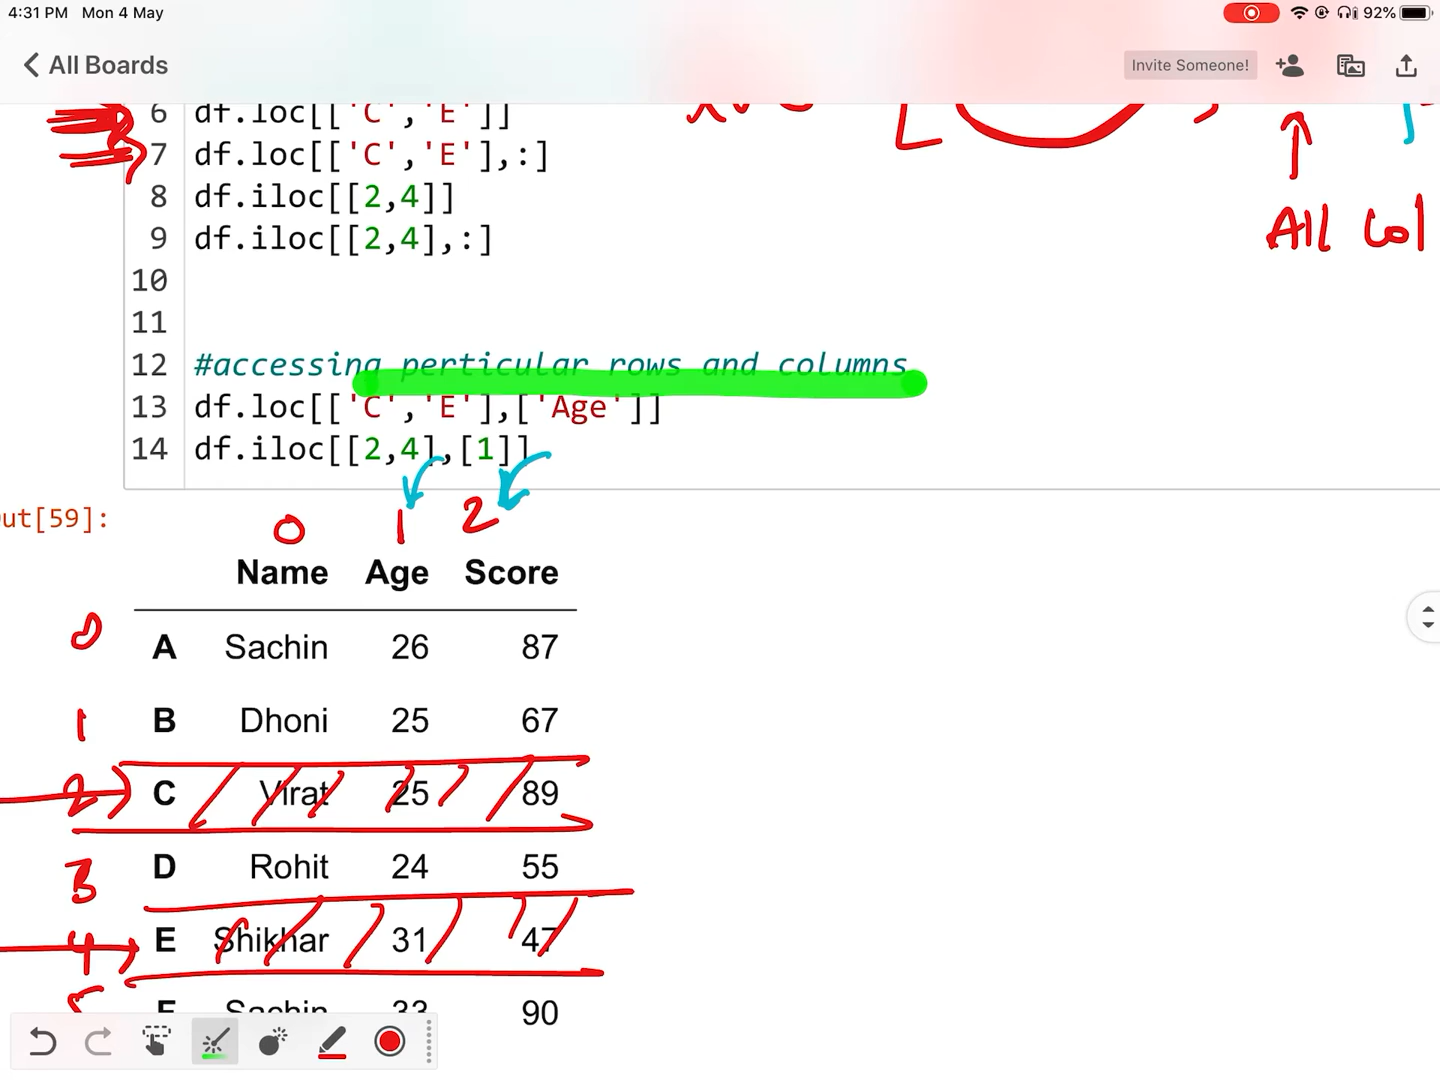 4:31 PM Mon 4 May
92%
All Boards
Invite Someone!
6 df.loc[['C','E']]
7 df.loc[['C','E'],:]
8 df.iloc[[2,4]]
9 df.iloc[[2,4],:]
All Col
10
11
12 #accessing perticular rows and columns
13 df.loc[['C','E'],['Age']]
14 df.iloc[[2,4],[1]]
ut[59]:
0 1 2
Name Age Score
0 A Sachin 26 87
1 B Dhoni 25 67
2 C Virat 25 89
3 D Rohit 24 55
4 E Shikhar 31 47
5 F Sachin 33 90